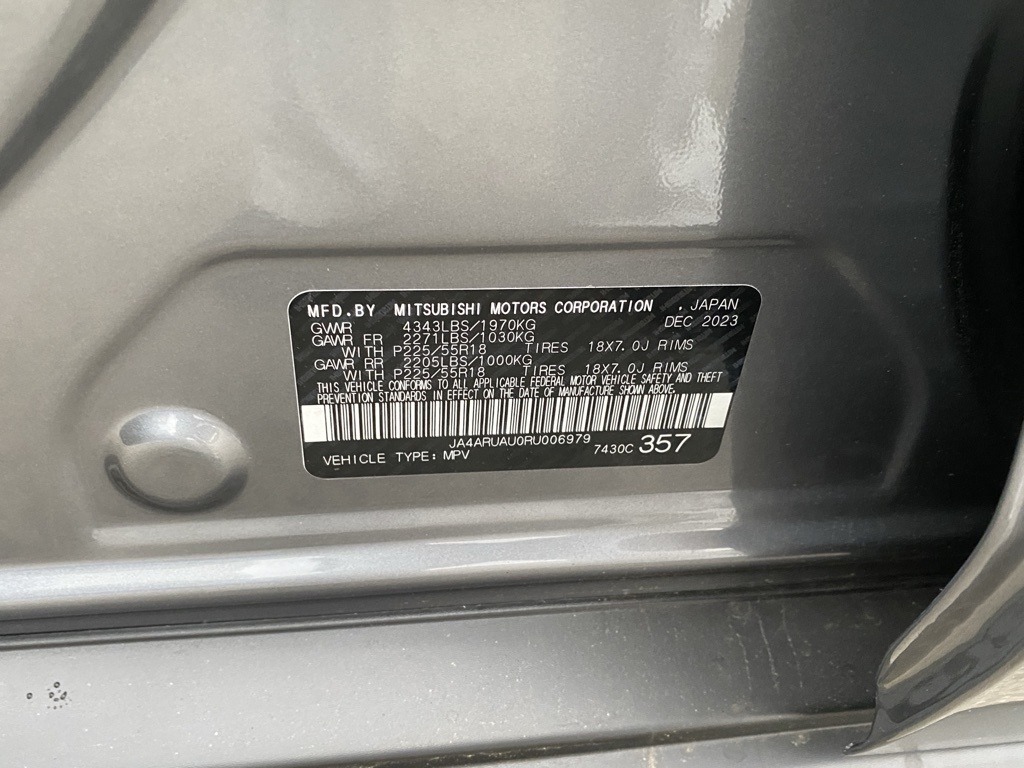 MFD.BY MITSUBISHI MOTORS CORPORATION , JAPAN
GVWR 4343LBS/1970KG DEC 2023
GAWR FR 2271LBS/1030KG
WITH P225/55R18 TIRES 18X7.0J RIMS
GAWR RR 2205LBS/1000KG
WITH P225/55R18 TIRES 18X7.0J RIMS
THIS VEHICLE CONFORMS TO ALL APPLICABLE FEDERAL MOTOR VEHICLE SAFETY AND THEFT
PREVENTION STANDARDS IN EFFECT ON THE DATE OF MANUFACTURE SHOWN ABOVE.
JA4ARUAU0RU006979
VEHICLE TYPE: MPV 7430C 357